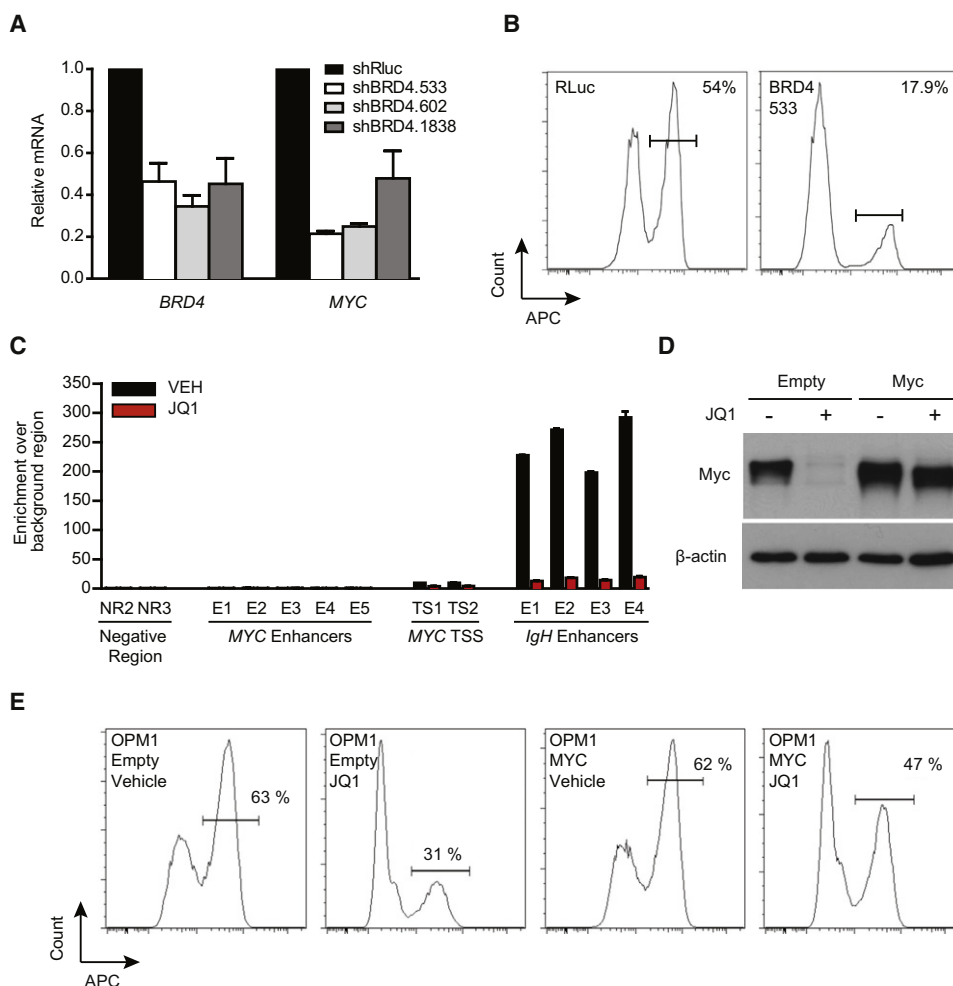 A
Relative mRNA
1.0
0.8
0.6
0.4
0.2
0.0
shRluc
shBRD4.533
shBRD4.602
shBRD4.1838
BRD4 MYC
B
RLuc 54%
BRD4 533 17.9%
Count
APC
C
Enrichment over
background region
350
300
250
200
150
100
50
0
VEH
JQ1
NR2 NR3 E1 E2 E3 E4 E5 TS1 TS2 E1 E2 E3 E4
Negative Region MYC Enhancers MYC TSS IgH Enhancers
D
Empty Myc
JQ1 - + - +
Myc
β-actin
E
OPM1
Empty
Vehicle
63 %
OPM1
Empty
JQ1
31 %
OPM1
MYC
Vehicle
62 %
OPM1
MYC
JQ1
47 %
Count
APC